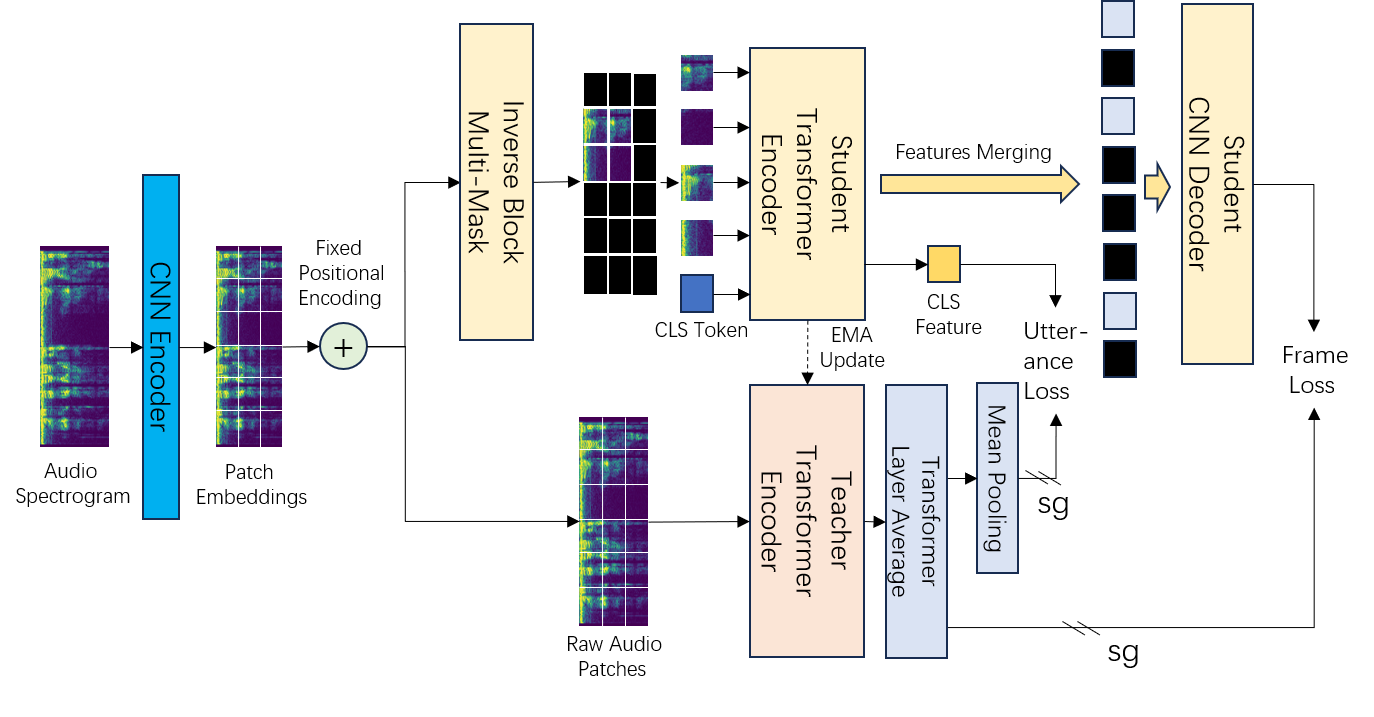 Audio
Spectrogram
CNN Encoder
Patch
Embeddings
Fixed
Positional
Encoding
+
Inverse Block
Multi-Mask
CLS Token
Student
Transformer
Encoder
EMA
Update
Features Merging
CLS
Feature
Utter-
ance
Loss
Student
CNN Decoder
Frame
Loss
Raw Audio
Patches
Teacher
Transformer
Encoder
Transformer
Layer Average
Mean Pooling
sg
sg